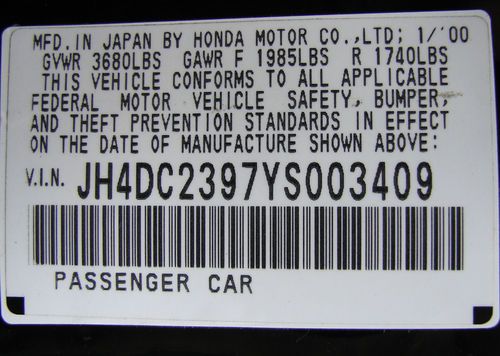 MFD.IN JAPAN BY HONDA MOTOR CO.,LTD; 1/'00
GVWR 3680LBS GAWR F 1985LBS R 1740LBS
THIS VEHICLE CONFORMS TO ALL APPLICABLE
FEDERAL MOTOR VEHICLE SAFETY, BUMPER,
AND THEFT PREVENTION STANDARDS IN EFFECT
ON THE DATE OF MANUFACTURE SHOWN ABOVE:
V.I.N. JH4DC2397YS003409
PASSENGER CAR